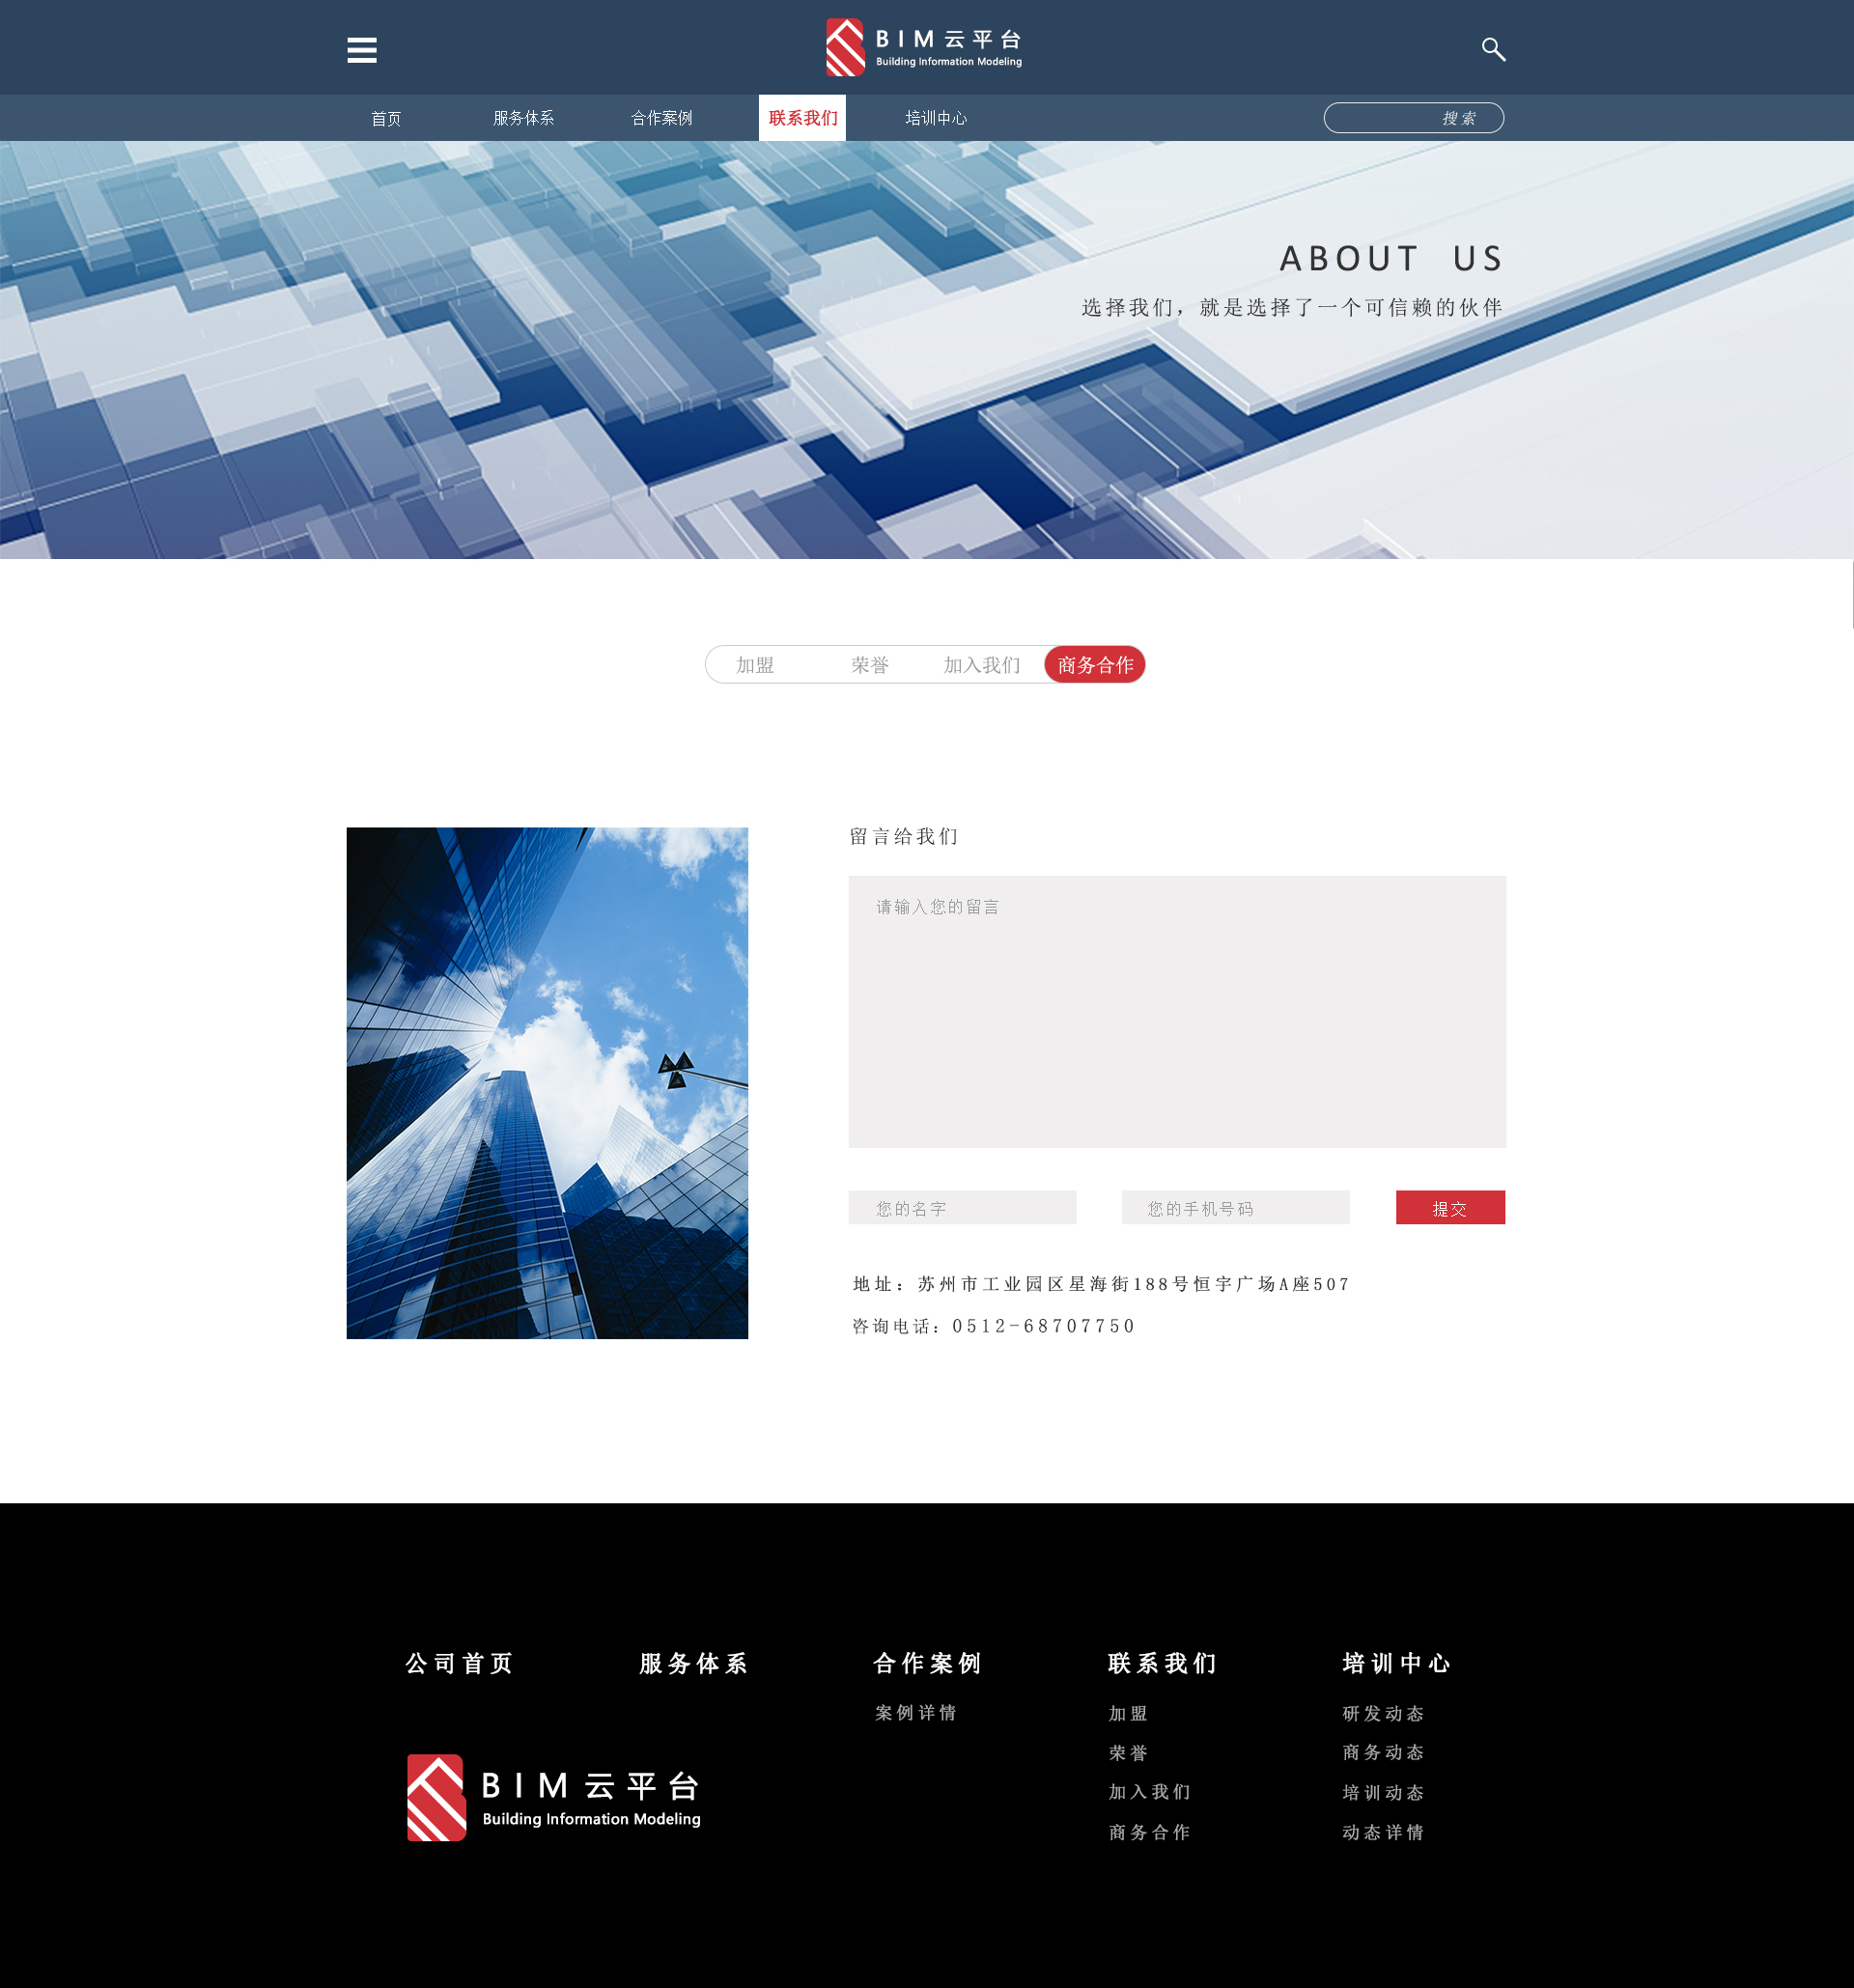 BIM云平台
Building Information Modeling
首页 服务体系 合作案例 联系我们 培训中心 搜索
ABOUT US
选择我们，就是选择了一个可信赖的伙伴
加盟 荣誉 加入我们 商务合作
留言给我们
请输入您的留言
您的名字 您的手机号码 提交
地址：苏州市工业园区星海街188号恒宇广场A座507
咨询电话：0512-68707750
公司首页 服务体系 合作案例 联系我们 培训中心
案例详情 加盟 研发动态
荣誉 商务动态
加入我们 培训动态
商务合作 动态详情
BIM云平台
Building Information Modeling